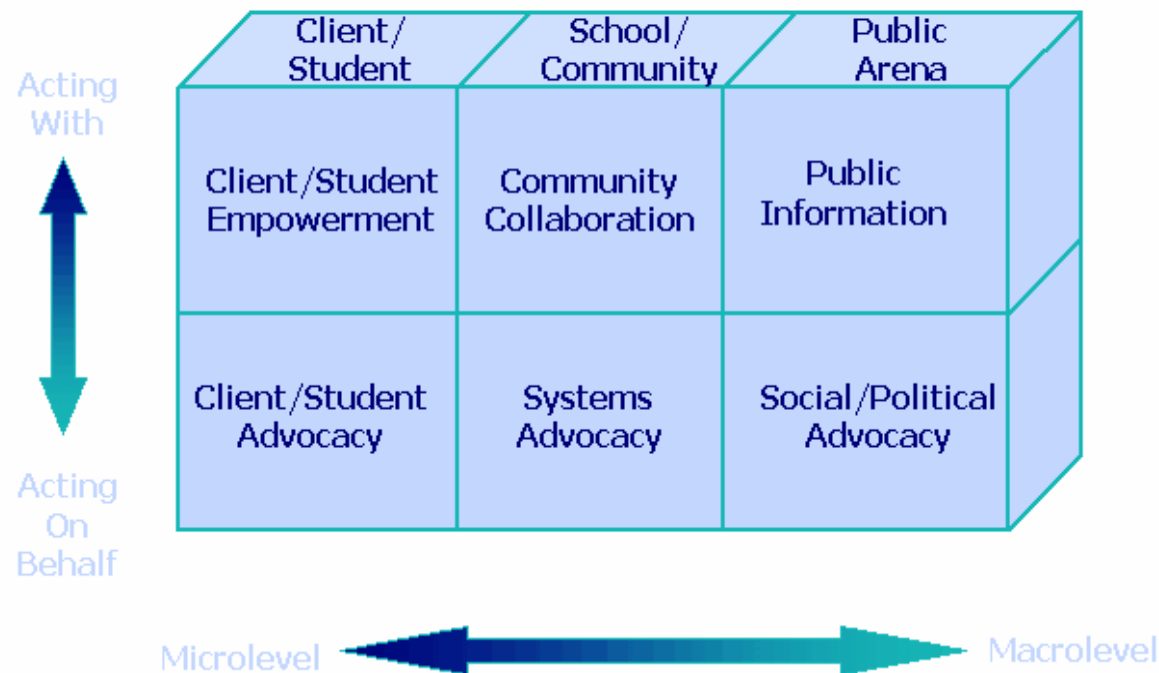 Client/
Student
School/
Community
Public
Arena
Acting
With
Client/Student
Empowerment
Community
Collaboration
Public
Information
Client/Student
Advocacy
Systems
Advocacy
Social/Political
Advocacy
Acting
On
Behalf
Microlevel
Macrolevel